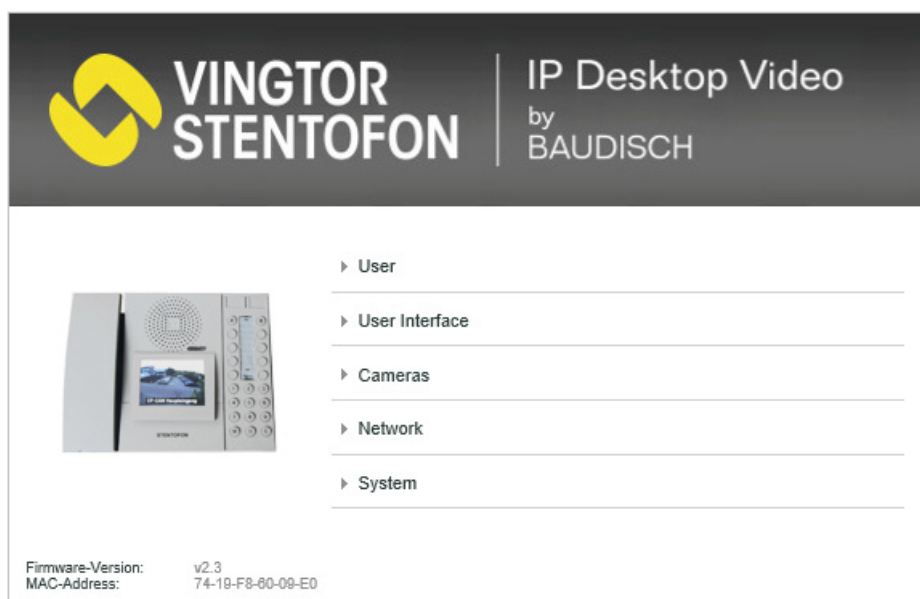 VINGTOR
STENTOFON
IP Desktop Video
by
BAUDISCH
User
User Interface
Cameras
Network
System
STENTOFON
Firmware-Version: v2.3
MAC-Address: 74-19-F8-60-09-E0